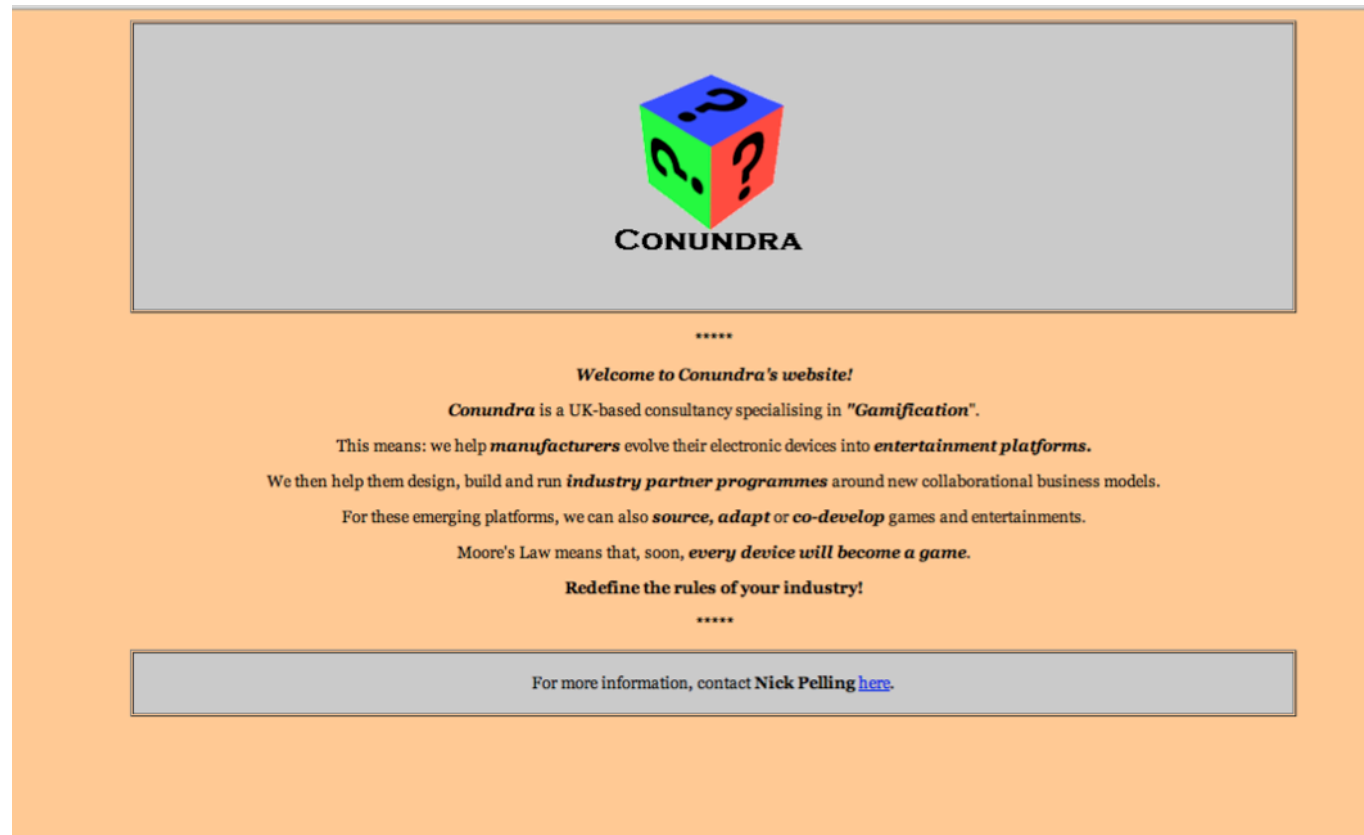 ?
?
?
CONUNDRA
*****
Welcome to Conundra's website!
Conundra is a UK-based consultancy specialising in "Gamification".
This means: we help manufacturers evolve their electronic devices into entertainment platforms.
We then help them design, build and run industry partner programmes around new collaborational business models.
For these emerging platforms, we can also source, adapt or co-develop games and entertainments.
Moore's Law means that, soon, every device will become a game.
Redefine the rules of your industry!
*****
For more information, contact Nick Pelling here.